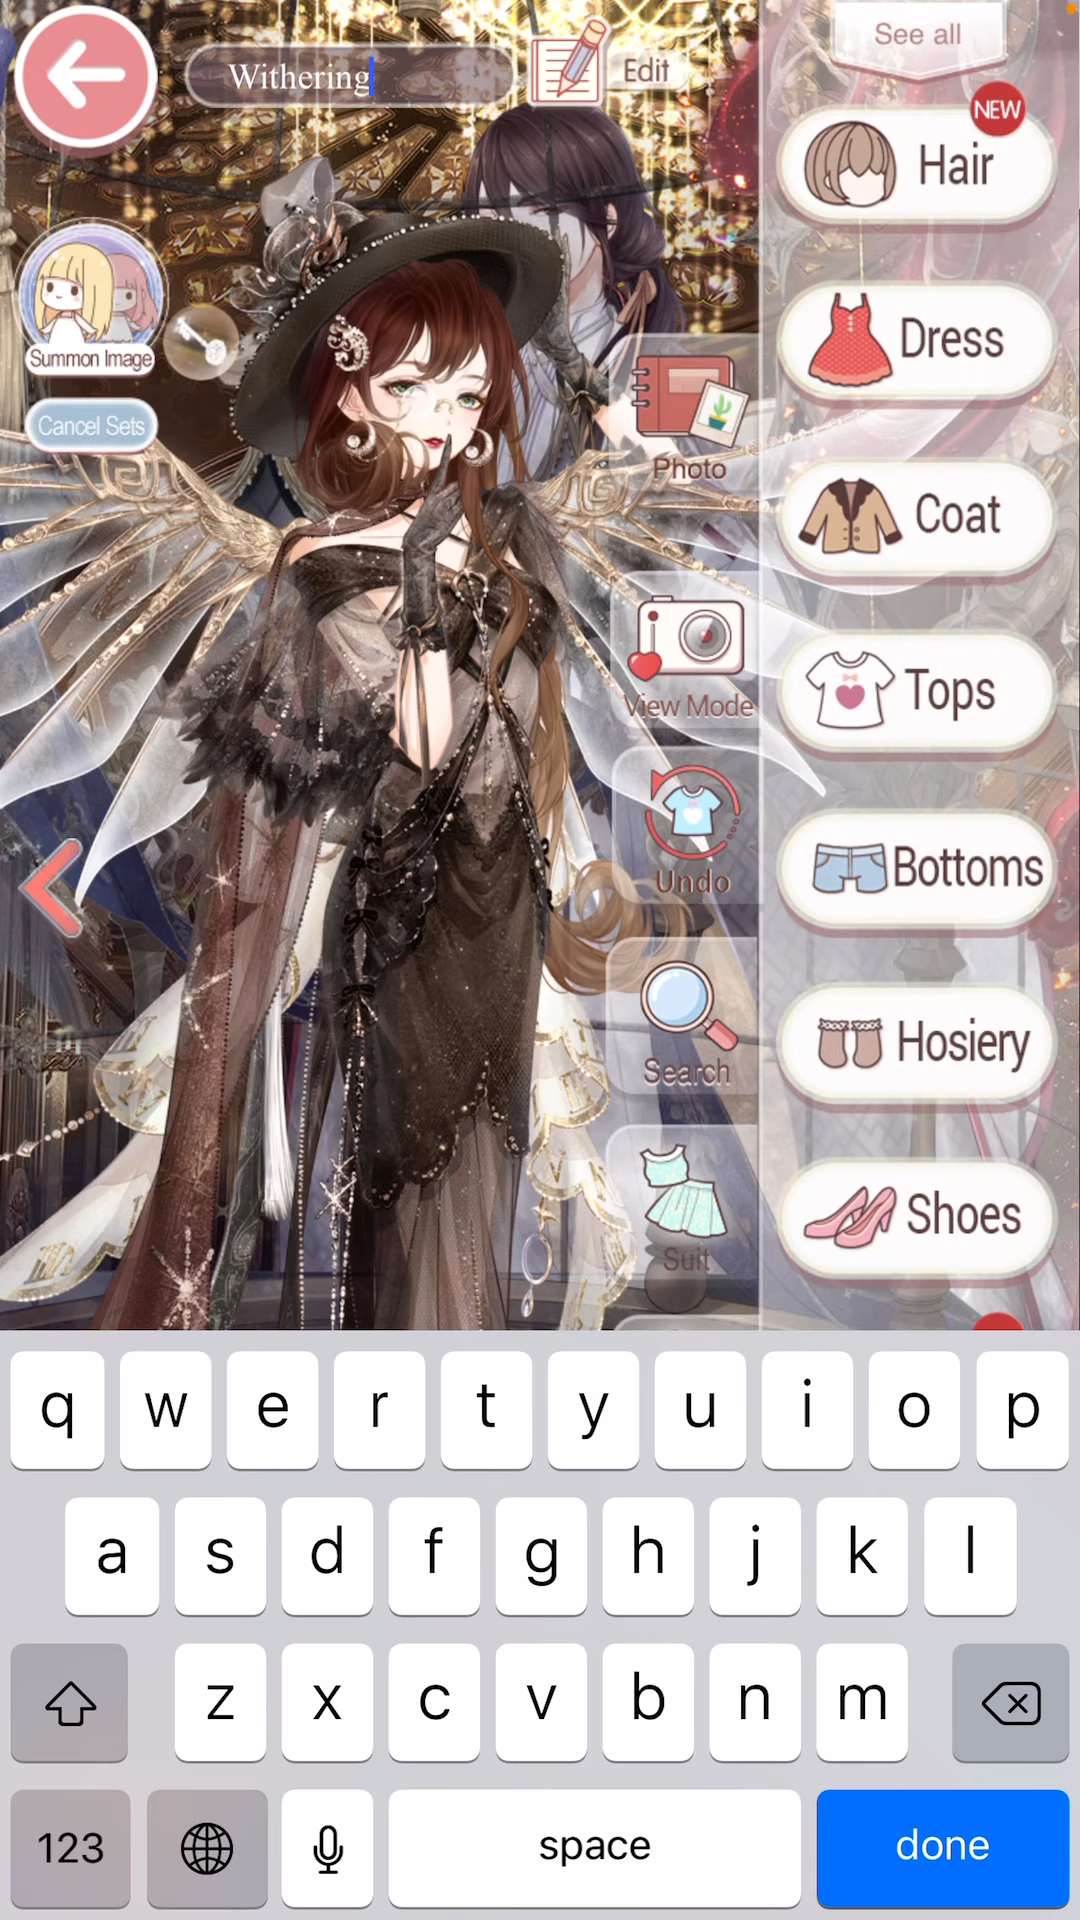 See all
Withering
Edit
NEW
Hair
Summon Image
Dress
Cancel Sets
Photo
Coat
View Mode
Tops
Undo
Bottoms
Search
Hosiery
Suit
Shoes
q w e r t y u i o p
a s d f g h j k l
z x c v b n m
123 space done